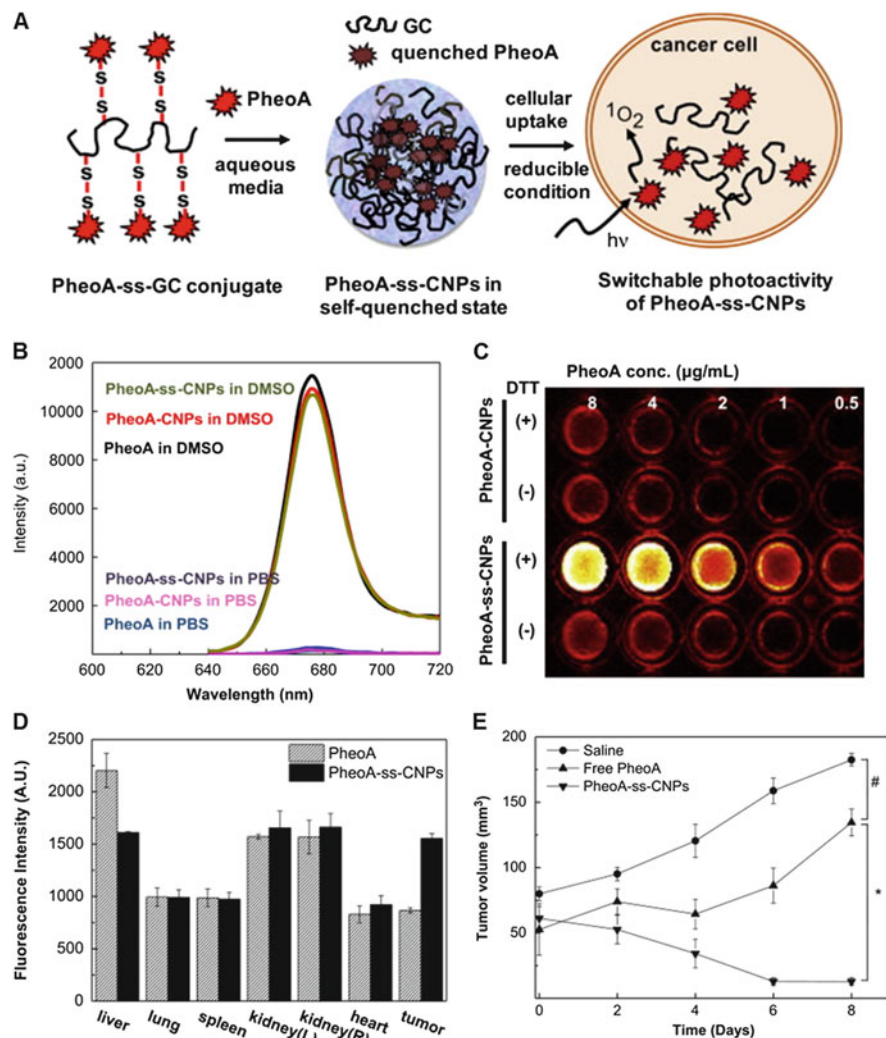 A
S S
S S
PheoA
aqueous
media
S S S
S S S
PheoA-ss-GC conjugate
GC
quenched PheoA
PheoA-ss-CNPs in
self-quenched state
cellular
uptake
reducible
condition
cancer cell
¹O₂
hν
Switchable photoactivity
of PheoA-ss-CNPs
B
2000
10000
8000
6000
4000
2000
Intensity (a.u.)
PheoA-ss-CNPs in DMSO
PheoA-CNPs in DMSO
PheoA in DMSO
PheoA-ss-CNPs in PBS
PheoA-CNPs in PBS
PheoA in PBS
600 620 640 660 680 700 720
Wavelength (nm)
C
PheoA conc. (µg/mL)
DTT
8 4 2 1 0.5
PheoA-CNPs
(+)
(-)
PheoA-ss-CNPs
(+)
(-)
D
Fluorescence Intensity (A.U.)
2500
2000
1500
1000
500
0
PheoA
PheoA-ss-CNPs
liver lung spleen kidney(L) kidney(R) heart tumor
E
Tumor volume (mm³)
200
150
100
50
Saline
Free PheoA
PheoA-ss-CNPs
#
*
0 2 4 6 8
Time (Days)